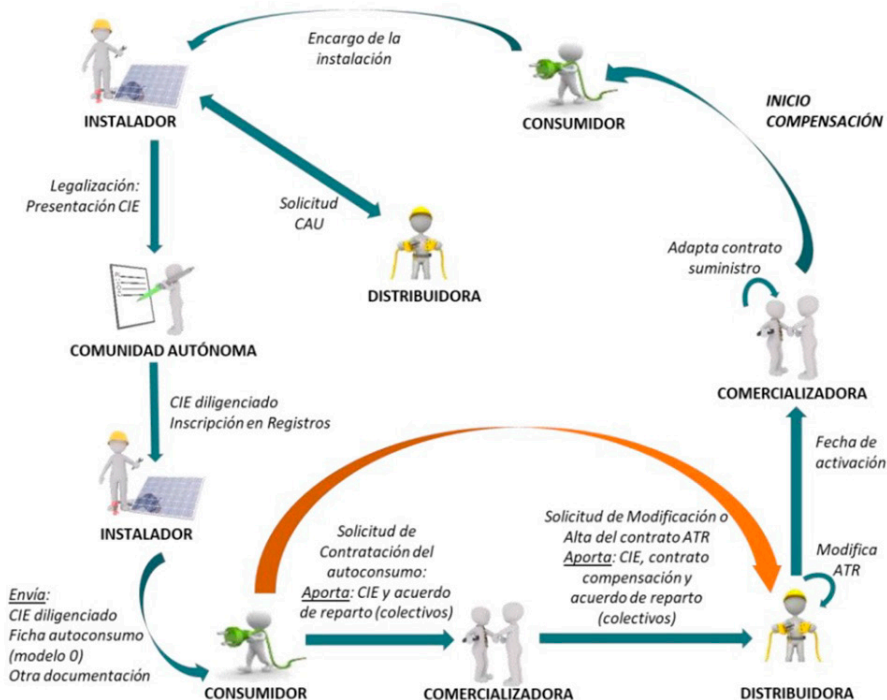 Encargo de la
instalación
INSTALADOR
CONSUMIDOR
INICIO
COMPENSACIÓN
Legalización:
Presentación CIE
Solicitud
CAU
DISTRIBUIDORA
Adapta contrato
suministro
COMUNIDAD AUTÓNOMA
COMERCIALIZADORA
CIE diligenciado
Inscripción en Registros
Fecha de
activación
INSTALADOR
Solicitud de
Contratación del
autoconsumo:
Aporta: CIE y acuerdo
de reparto (colectivos)
Solicitud de Modificación o
Alta del contrato ATR
Aporta: CIE, contrato
compensación y
acuerdo de reparto
(colectivos)
Modifica
ATR
Envía:
CIE diligenciado
Ficha autoconsumo
(modelo 0)
Otra documentación
CONSUMIDOR
COMERCIALIZADORA
DISTRIBUIDORA